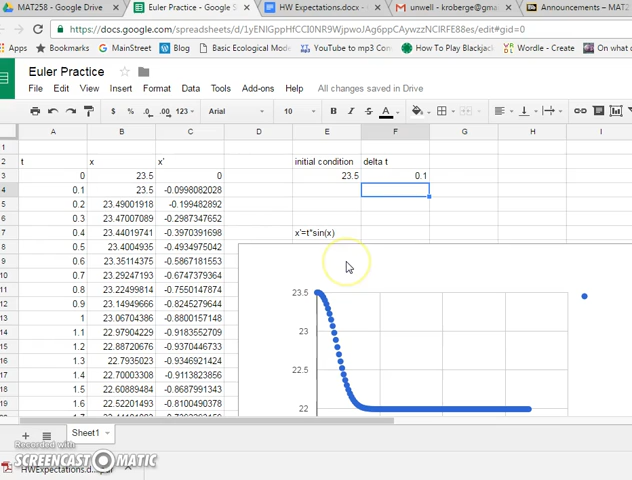 MAT258 - Google Drive
Euler Practice - Google S
HW Expectations.docx
unwell - kroberge@gma
Announcements – MAT2
https://docs.google.com/spreadsheets/d/1yENIGppHfCCI0NR9WjpwoJAg6ppCAywzzNCIRFE88es/edit#gid=0
Apps
Bookmarks
MainStreet
Blog
Basic Ecological Mod
YouTube to mp3 Conv
How To Play Blackjack
Wordle - Create
On what
Euler Practice
File Edit View Insert Format Data Tools Add-ons Help All changes saved in Drive
$ % .0 .00 123 Arial 10 B I S A
A B C D E F G H I
1
2 t x x' initial condition delta t
3 0 23.5 0 23.5 0.1
4 0.1 23.5 -0.0998082028
5 0.2 23.49001918 -0.199482892
6 0.3 23.47007089 -0.2987347652
7 0.4 23.44019741 -0.3970391698 x'=t*sin(x)
8 0.5 23.4004935 -0.4934975042
9 0.6 23.35114375 -0.5867181553
10 0.7 23.29247193 -0.6747379364
11 0.8 23.22499814 -0.7550147874
12 0.9 23.14949666 -0.8245279644
13 1 23.06704386 -0.8800157148
14 1.1 22.97904229 -0.9183552709
15 1.2 22.88720676 -0.9370446733
16 1.3 22.7935023 -0.9346921424
17 1.4 22.70003308 -0.9113823856
18 1.5 22.60889484 -0.8687991343
19 1.6 22.52201493 -0.8100490378
23.5
23
22.5
22
Sheet1
Recorded with
SCREENCAST-O-MATIC
HWExpectations.d